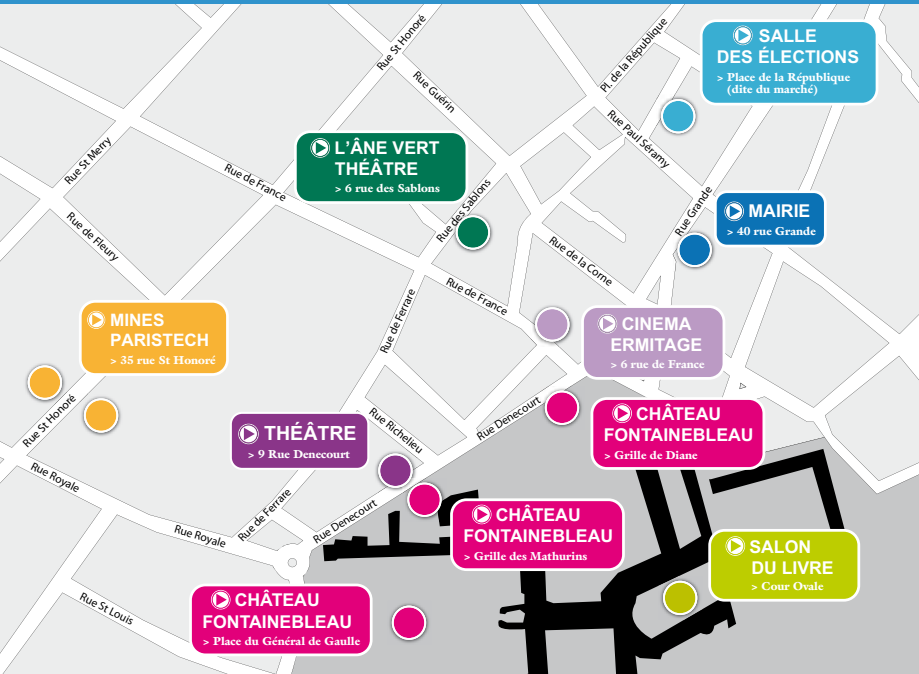 Rue St Honoré
Pl. de la République
SALLE
DES ÉLECTIONS
> Place de la République
(dite du marché)
Rue Guérin
Rue Paul Séramy
Rue St Merry
L'ÂNE VERT
THÉÂTRE
> 6 rue des Sablons
Rue de France
Rue des Sablons
Rue Grande
MAIRIE
> 40 rue Grande
Rue de Fleury
Rue de la Corne
Rue de France
Rue de Ferrare
MINES
PARISTECH
> 35 rue St Honoré
CINEMA
ERMITAGE
> 6 rue de France
Rue St Honoré
Rue Richelieu
Rue Denecourt
CHÂTEAU
FONTAINEBLEAU
> Grille de Diane
THÉÂTRE
> 9 Rue Denecourt
Rue Royale
Rue de Ferrare
Rue Denecourt
Rue Royale
CHÂTEAU
FONTAINEBLEAU
> Grille des Mathurins
SALON
DU LIVRE
> Cour Ovale
Rue St Louis
CHÂTEAU
FONTAINEBLEAU
> Place du Général de Gaulle